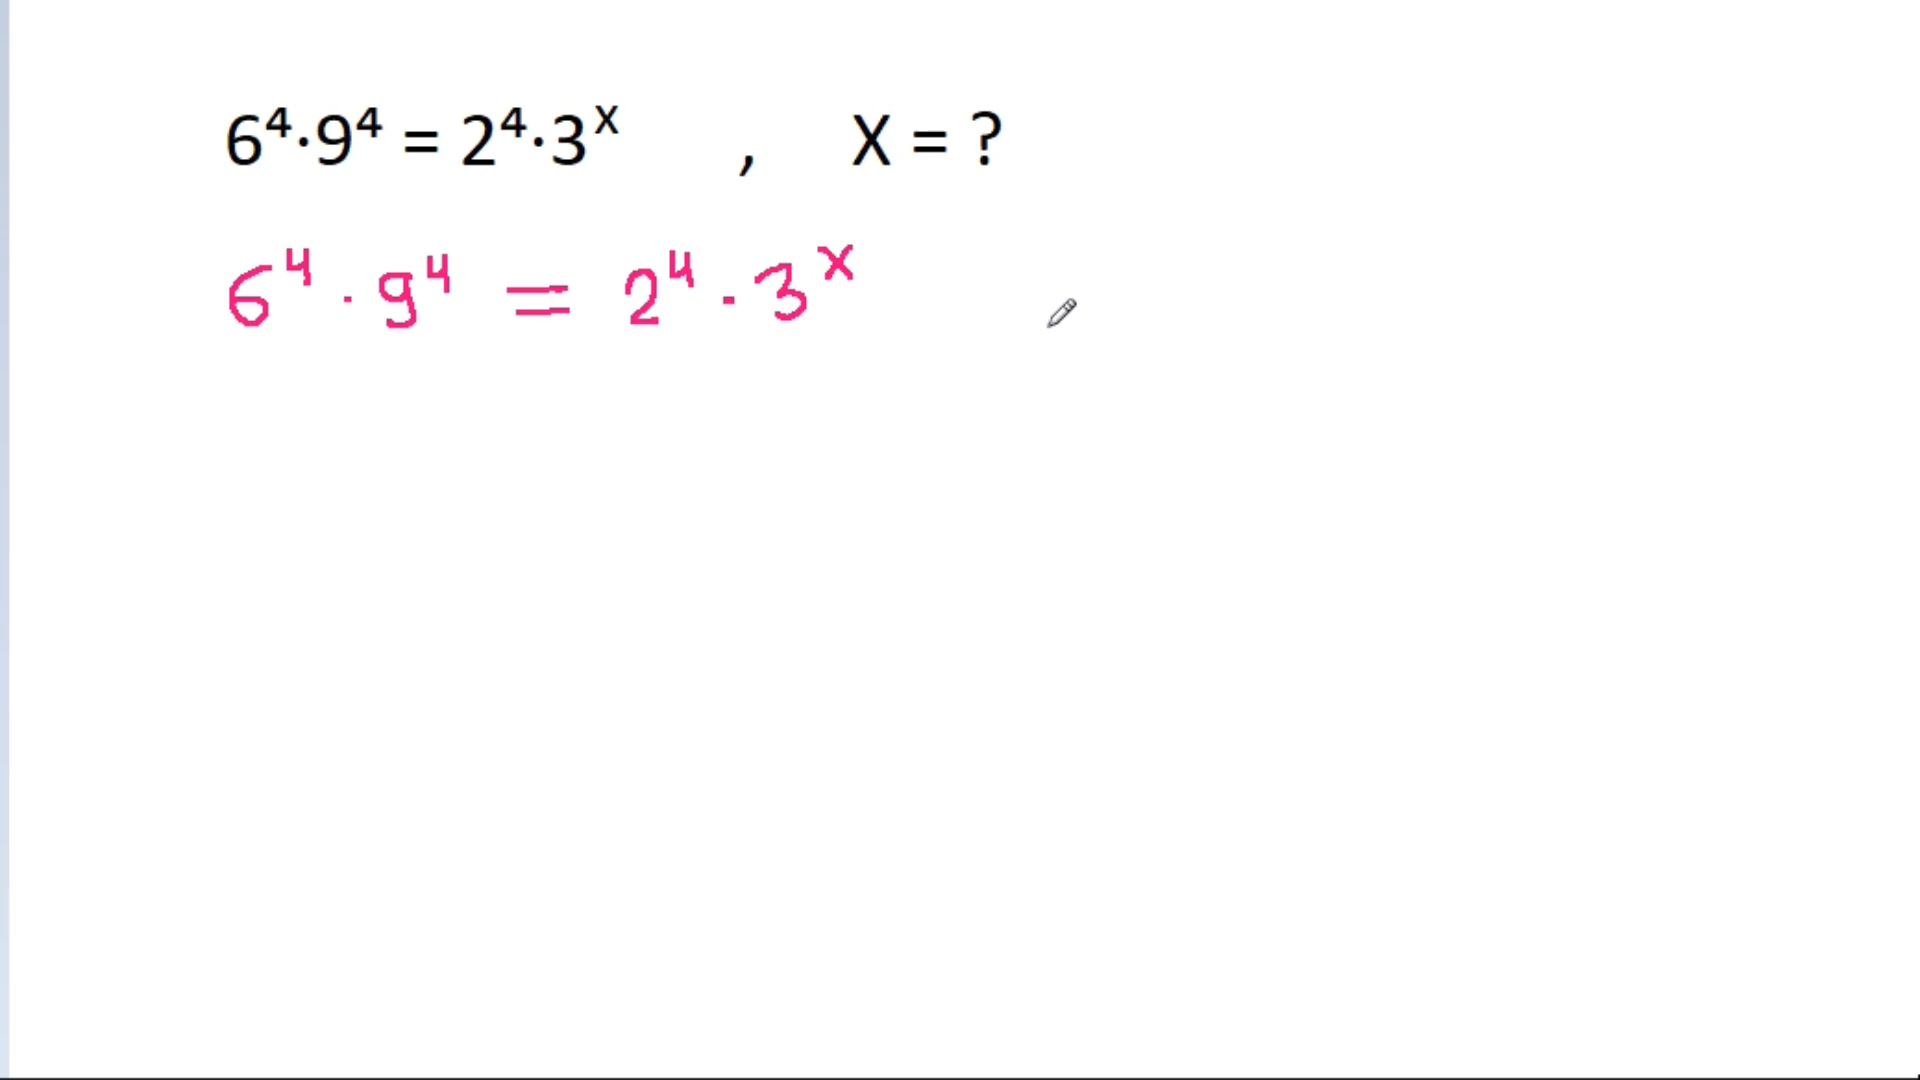 6⁴·9⁴ = 2⁴·3ˣ , X = ?
6⁴ · 9⁴ = 2⁴ · 3ˣ